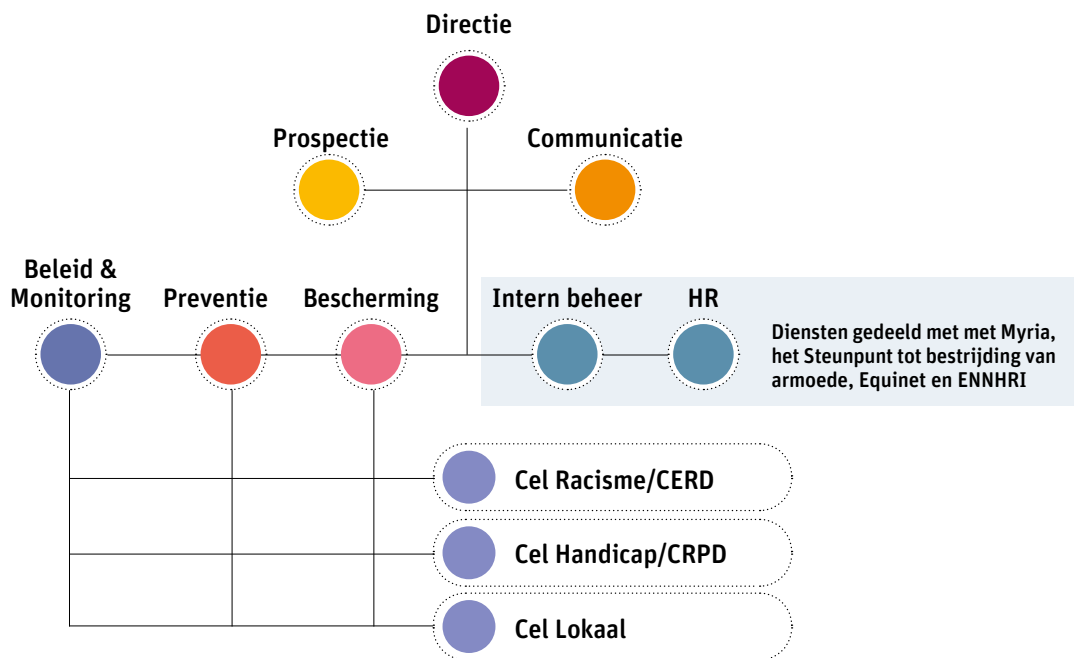 Directie
Prospectie
Communicatie
Beleid &
Monitoring
Preventie
Bescherming
Intern beheer
HR
Diensten gedeeld met met Myria,
het Steunpunt tot bestrijding van
armoede, Equinet en ENNHRI
Cel Racisme/CERD
Cel Handicap/CRPD
Cel Lokaal